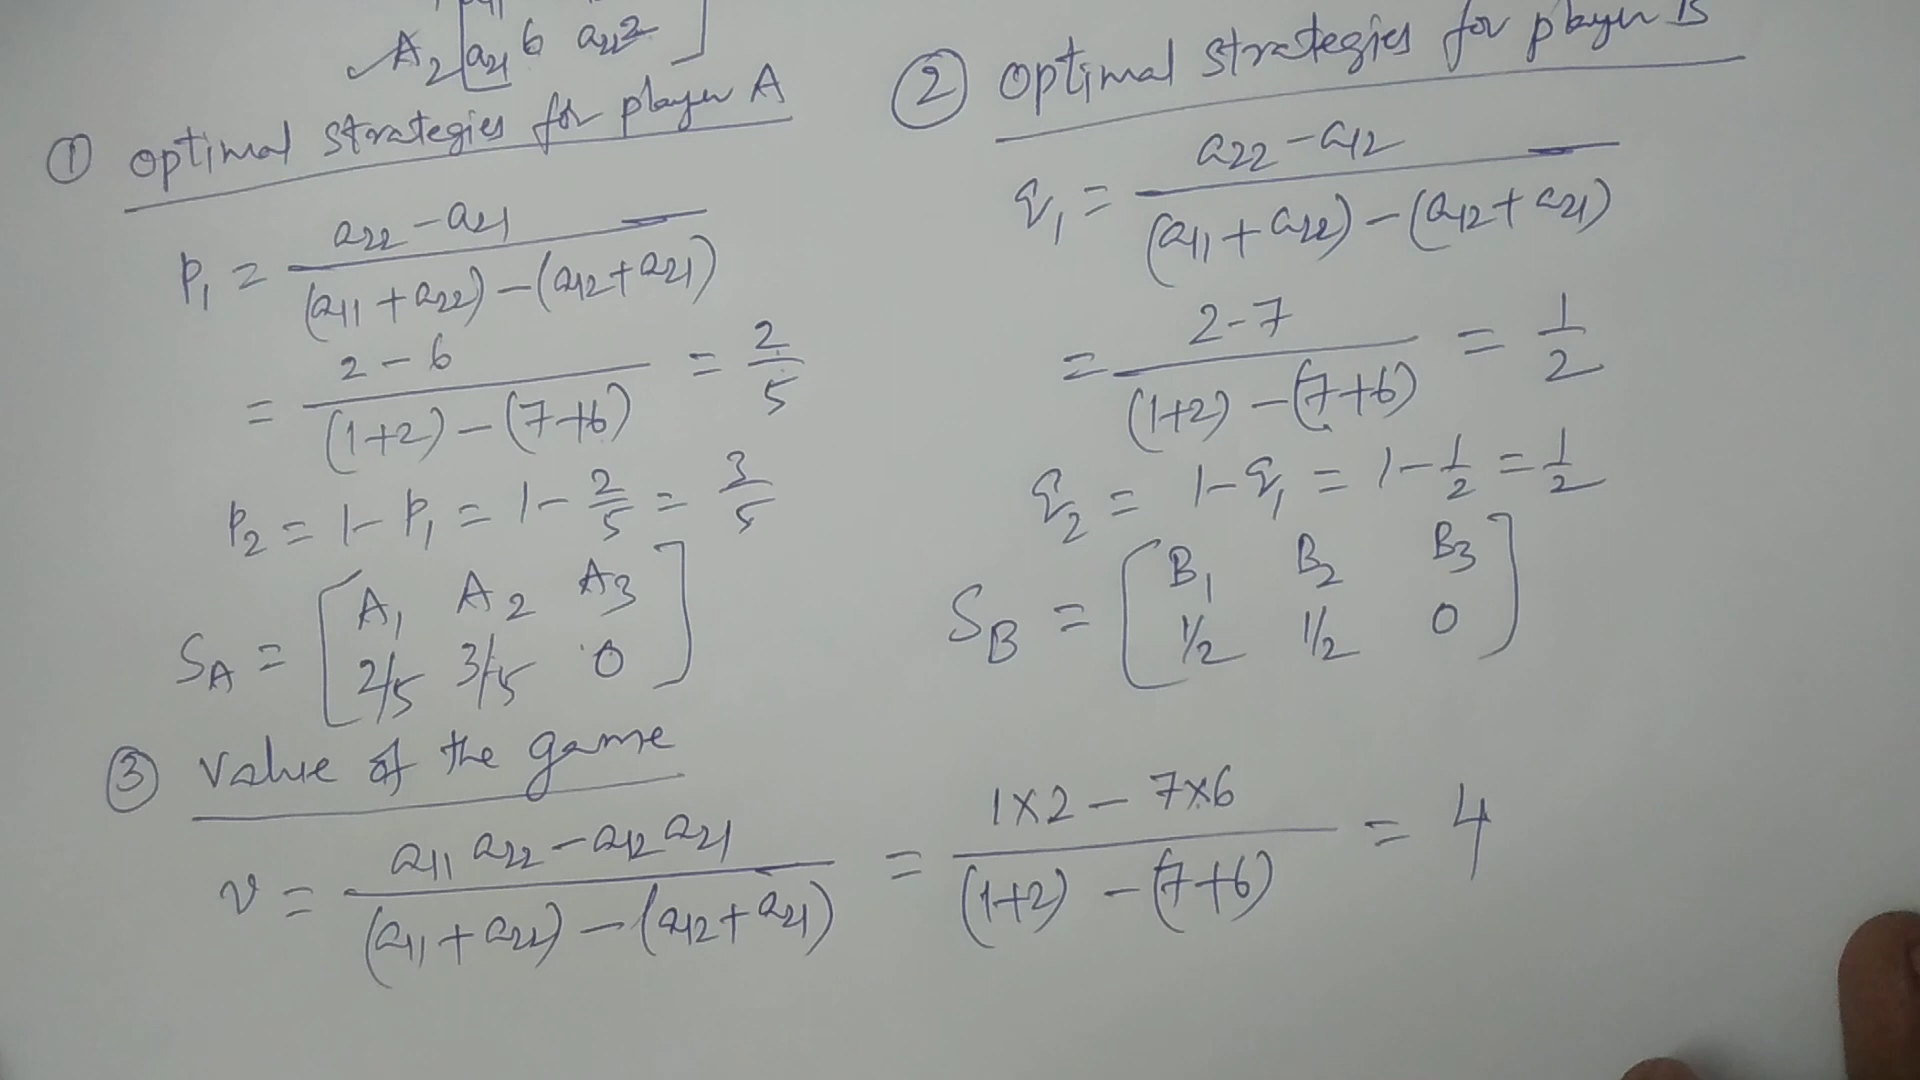 A2 [a21 6 a22 2 ]
① optimal strategies for player A
P1 = a22 - a21 / (a11 + a22) - (a12 + a21)
= 2 - 6 / (1+2) - (7+6) = 2/5
P2 = 1 - P1 = 1 - 2/5 = 3/5
SA = [ A1 A2 A3
2/5 3/5 0 ]
② optimal strategies for player B
q1 = a22 - a12 / (a11 + a22) - (a12 + a21)
= 2 - 7 / (1+2) - (7+6) = 1/2
q2 = 1 - q1 = 1 - 1/2 = 1/2
SB = [ B1 B2 B3
1/2 1/2 0 ]
③ value of the game
v = a11 a22 - a12 a21 / (a11 + a22) - (a12 + a21) = 1x2 - 7x6 / (1+2) - (7+6) = 4